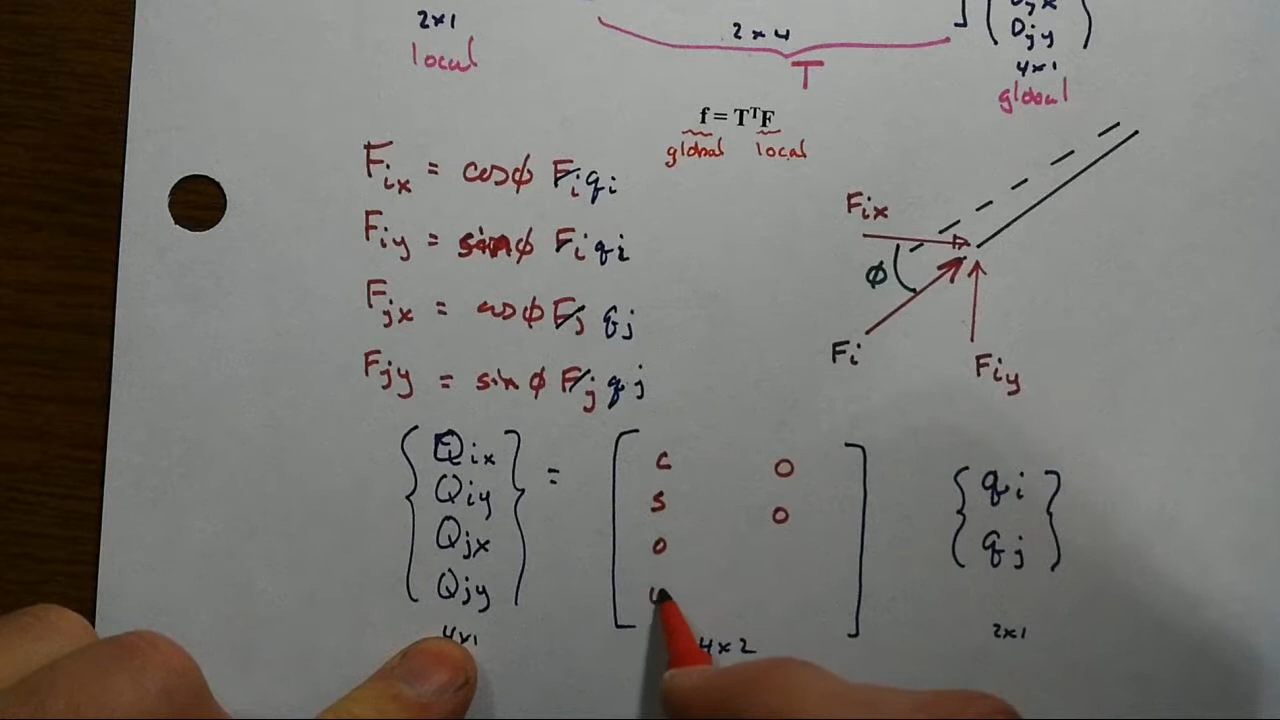 2×1
local
2×4
T
Djy
4×1
global
f = TᵀF
global local
Fix = cosϕ Fi qi
Fiy = sinϕ Fi qi
Fjx = cosϕ Fj qj
Fjy = sinϕ Fj qj
Fix
ϕ
Fi
Fiy
{ Qix } = [ C 0 ] { qi }
Qiy S 0 qj
Qjx 0
Qjy
4×1 4×2 2×1